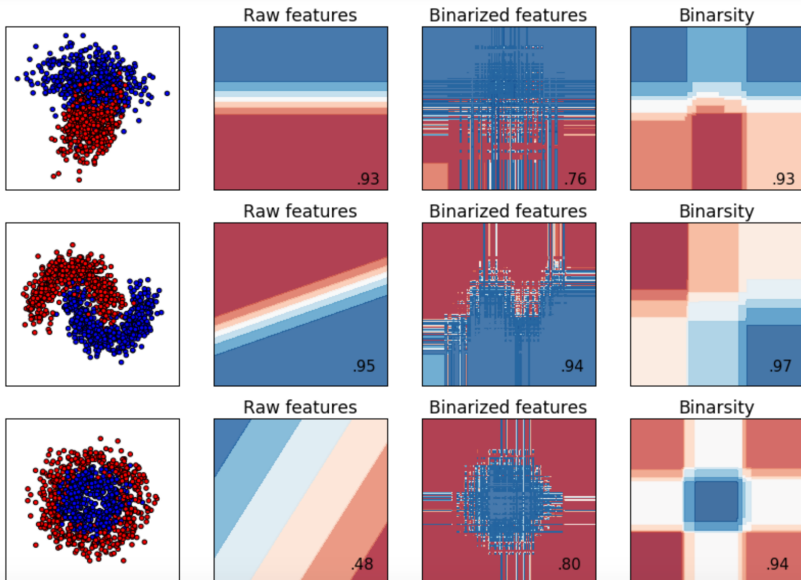 Raw features Binarized features Binarsity
.93 .76 .93
Raw features Binarized features Binarsity
.95 .94 .97
Raw features Binarized features Binarsity
.48 .80 .94